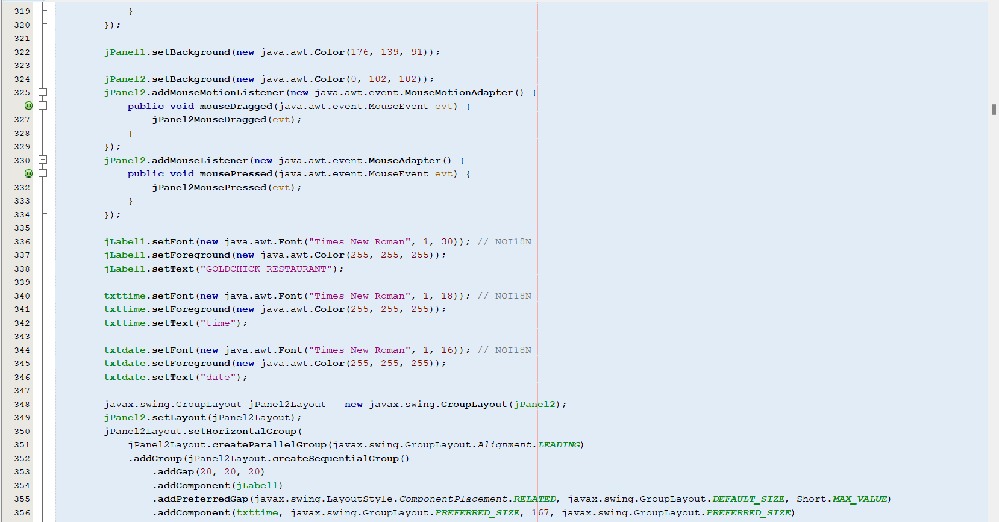 319 }
320 });
321
322 jPanel1.setBackground(new java.awt.Color(176, 139, 91));
323
324 jPanel2.setBackground(new java.awt.Color(0, 102, 102));
325 jPanel2.addMouseMotionListener(new java.awt.event.MouseMotionAdapter() {
public void mouseDragged(java.awt.event.MouseEvent evt) {
327 jPanel2MouseDragged(evt);
328 }
329 });
330 jPanel2.addMouseListener(new java.awt.event.MouseAdapter() {
public void mousePressed(java.awt.event.MouseEvent evt) {
332 jPanel2MousePressed(evt);
333 }
334 });
335
336 jLabel1.setFont(new java.awt.Font("Times New Roman", 1, 30)); // NOI18N
337 jLabel1.setForeground(new java.awt.Color(255, 255, 255));
338 jLabel1.setText("GOLDCHICK RESTAURANT");
339
340 txttime.setFont(new java.awt.Font("Times New Roman", 1, 18)); // NOI18N
341 txttime.setForeground(new java.awt.Color(255, 255, 255));
342 txttime.setText("time");
343
344 txtdate.setFont(new java.awt.Font("Times New Roman", 1, 16)); // NOI18N
345 txtdate.setForeground(new java.awt.Color(255, 255, 255));
346 txtdate.setText("date");
347
348 javax.swing.GroupLayout jPanel2Layout = new javax.swing.GroupLayout(jPanel2);
349 jPanel2.setLayout(jPanel2Layout);
350 jPanel2Layout.setHorizontalGroup(
351 jPanel2Layout.createParallelGroup(javax.swing.GroupLayout.Alignment.LEADING)
352 .addGroup(jPanel2Layout.createSequentialGroup()
353 .addGap(20, 20, 20)
354 .addComponent(jLabel1)
355 .addPreferredGap(javax.swing.LayoutStyle.ComponentPlacement.RELATED, javax.swing.GroupLayout.DEFAULT_SIZE, Short.MAX_VALUE)
356 .addComponent(txttime, javax.swing.GroupLayout.PREFERRED_SIZE, 167, javax.swing.GroupLayout.PREFERRED_SIZE)